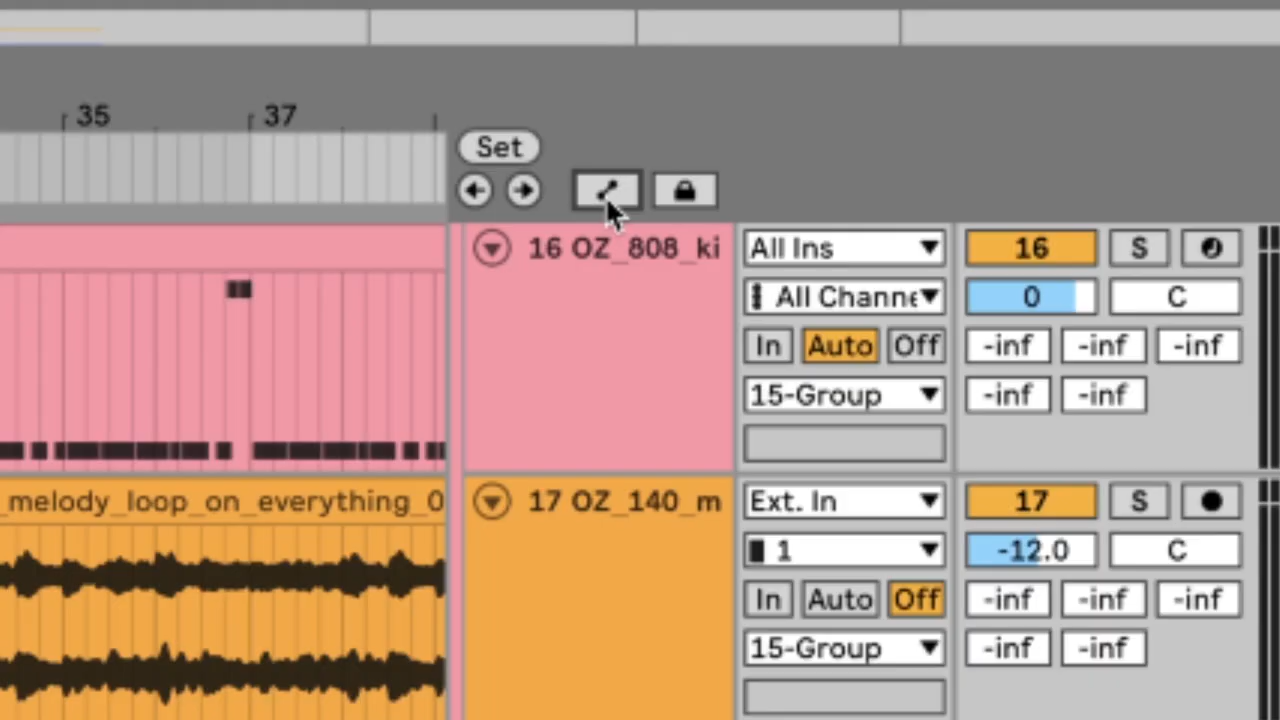 35 37
Set
16 OZ_808_ki All Ins 16 S
All Channe 0 C
In Auto Off -inf -inf -inf
15-Group -inf -inf
_melody_loop_on_everything_0 17 OZ_140_m Ext. In 17 S
1 -12.0 C
In Auto Off -inf -inf -inf
15-Group -inf -inf